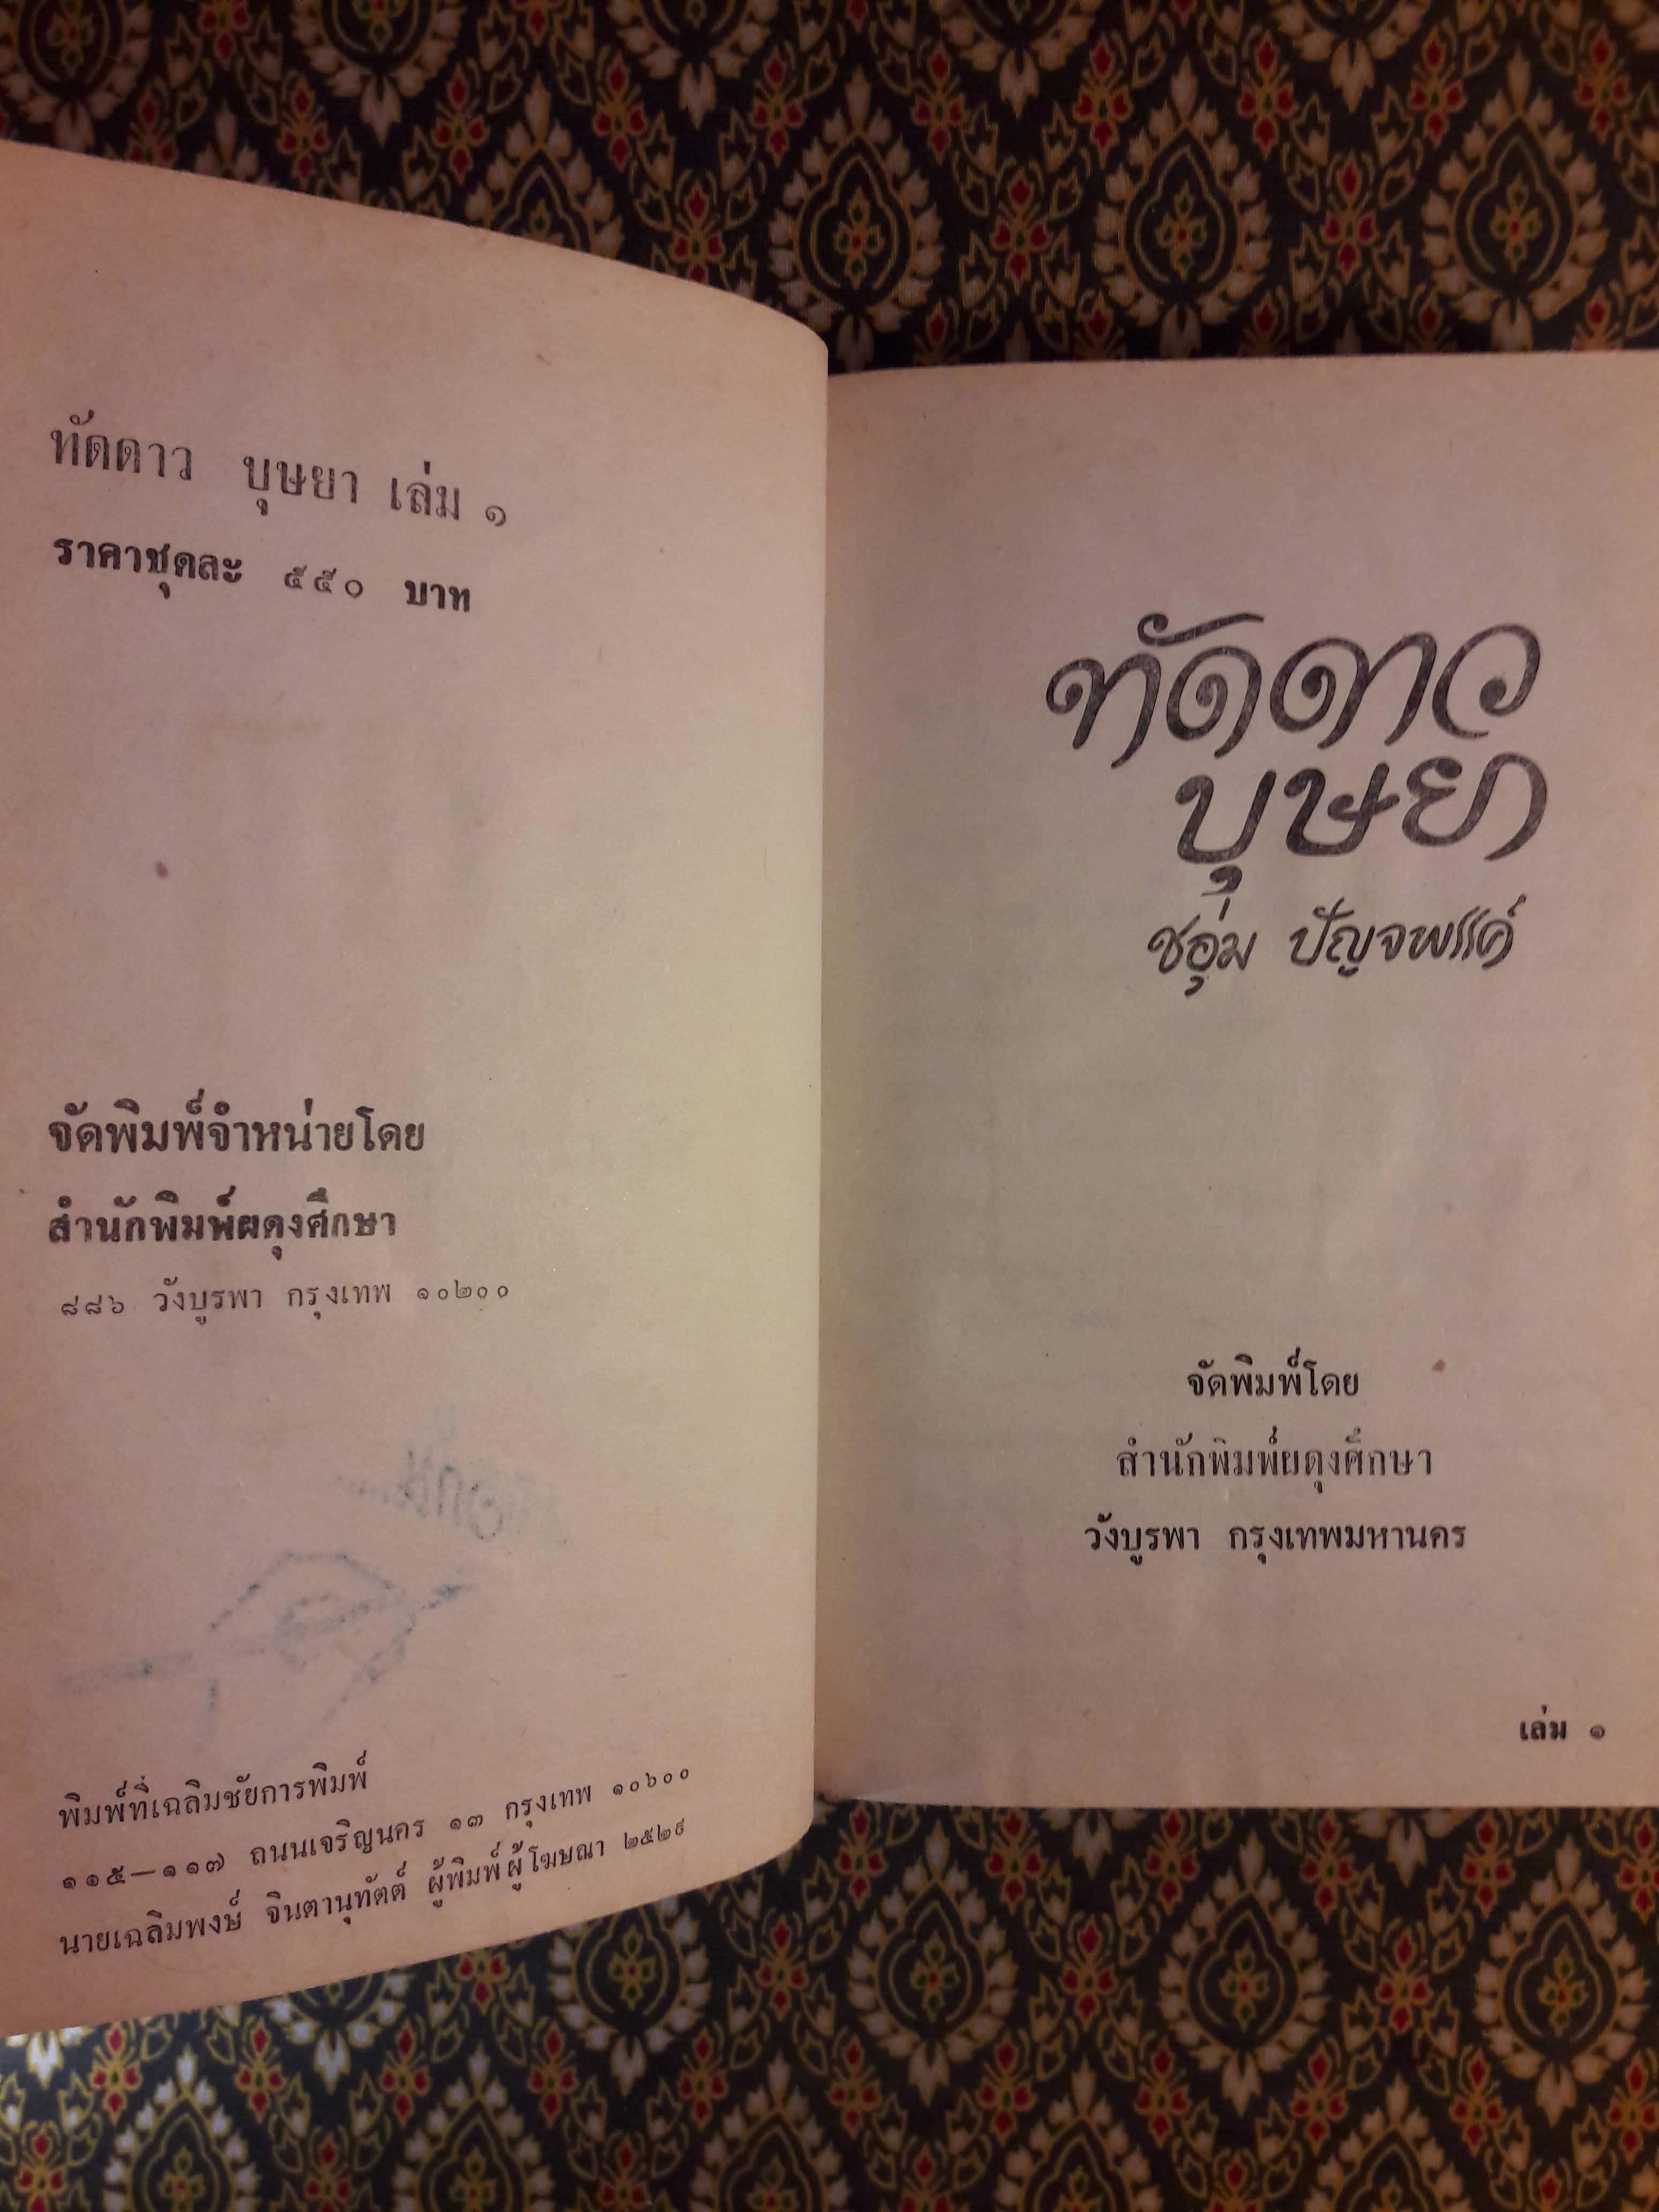 ทัดดาว บุษยา เล่ม ๑
ราคาชุดละ ๕๕๐ บาท
จัดพิมพ์จำหน่ายโดย
สำนักพิมพ์ผดุงศึกษา
๘๘๖ วังบูรพา กรุงเทพ ๑๐๒๐๐
พิมพ์ที่เฉลิมชัยการพิมพ์
๑๑๕—๑๑๗ ถนนเจริญนคร ๑๓ กรุงเทพ ๑๐๖๐๐
นายเฉลิมพงษ์ จินตานุทัตต์ ผู้พิมพ์ผู้โฆษณา ๒๕๒๙
ทัดดาว
บุษยา
ชอุ่ม ปัญจพรรค์
จัดพิมพ์โดย
สำนักพิมพ์ผดุงศึกษา
วังบูรพา กรุงเทพมหานคร
เล่ม ๑